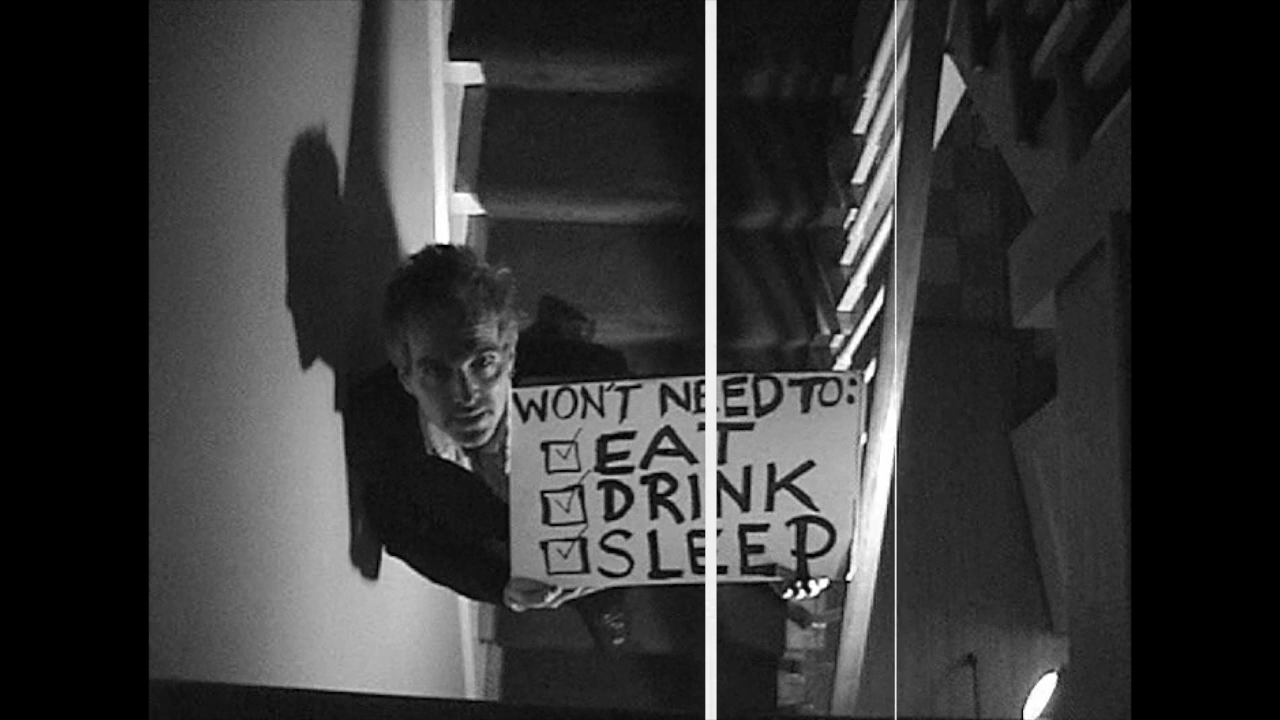 WON'T NEED TO:
☑ EAT
☑ DRINK
☑ SLEEP